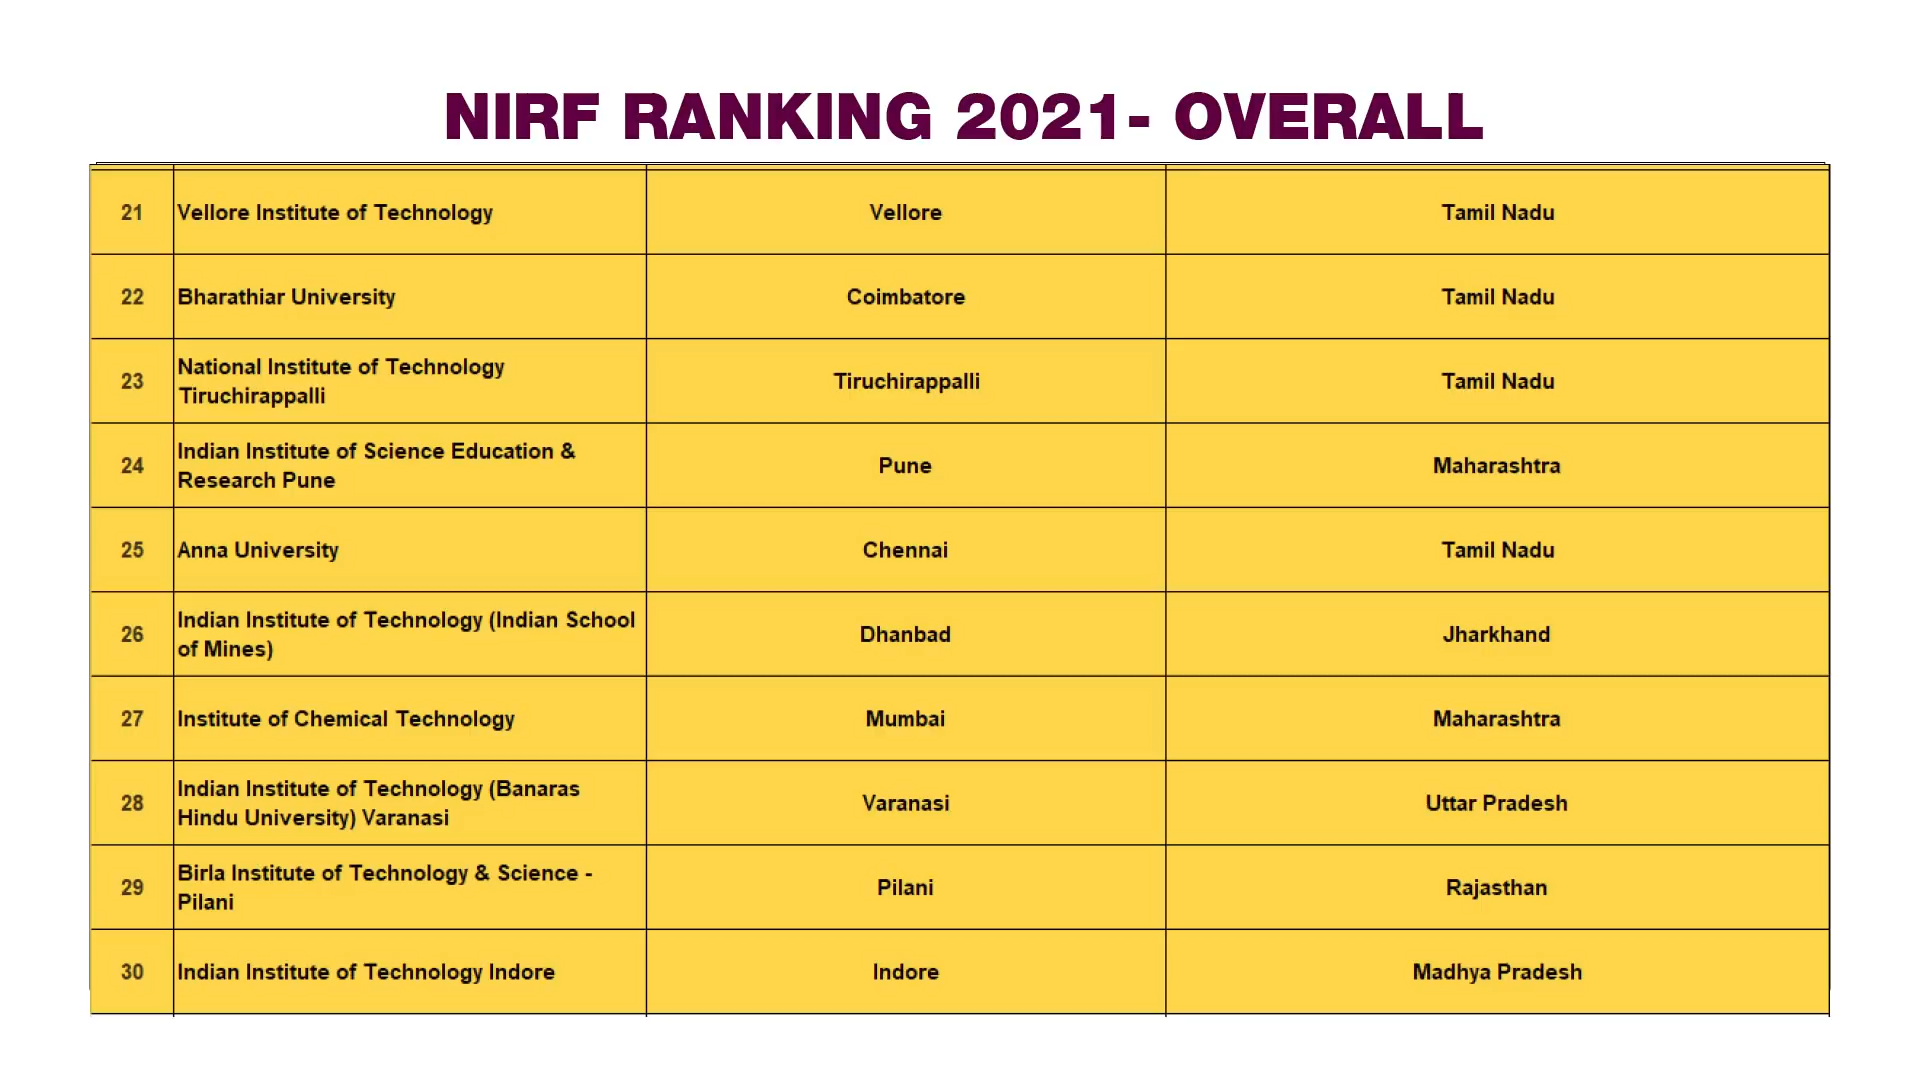 NIRF RANKING 2021- OVERALL
21 Vellore Institute of Technology Vellore Tamil Nadu
22 Bharathiar University Coimbatore Tamil Nadu
23 National Institute of Technology
Tiruchirappalli Tiruchirappalli Tamil Nadu
24 Indian Institute of Science Education &
Research Pune Pune Maharashtra
25 Anna University Chennai Tamil Nadu
26 Indian Institute of Technology (Indian School
of Mines) Dhanbad Jharkhand
27 Institute of Chemical Technology Mumbai Maharashtra
28 Indian Institute of Technology (Banaras
Hindu University) Varanasi Varanasi Uttar Pradesh
29 Birla Institute of Technology & Science -
Pilani Pilani Rajasthan
30 Indian Institute of Technology Indore Indore Madhya Pradesh